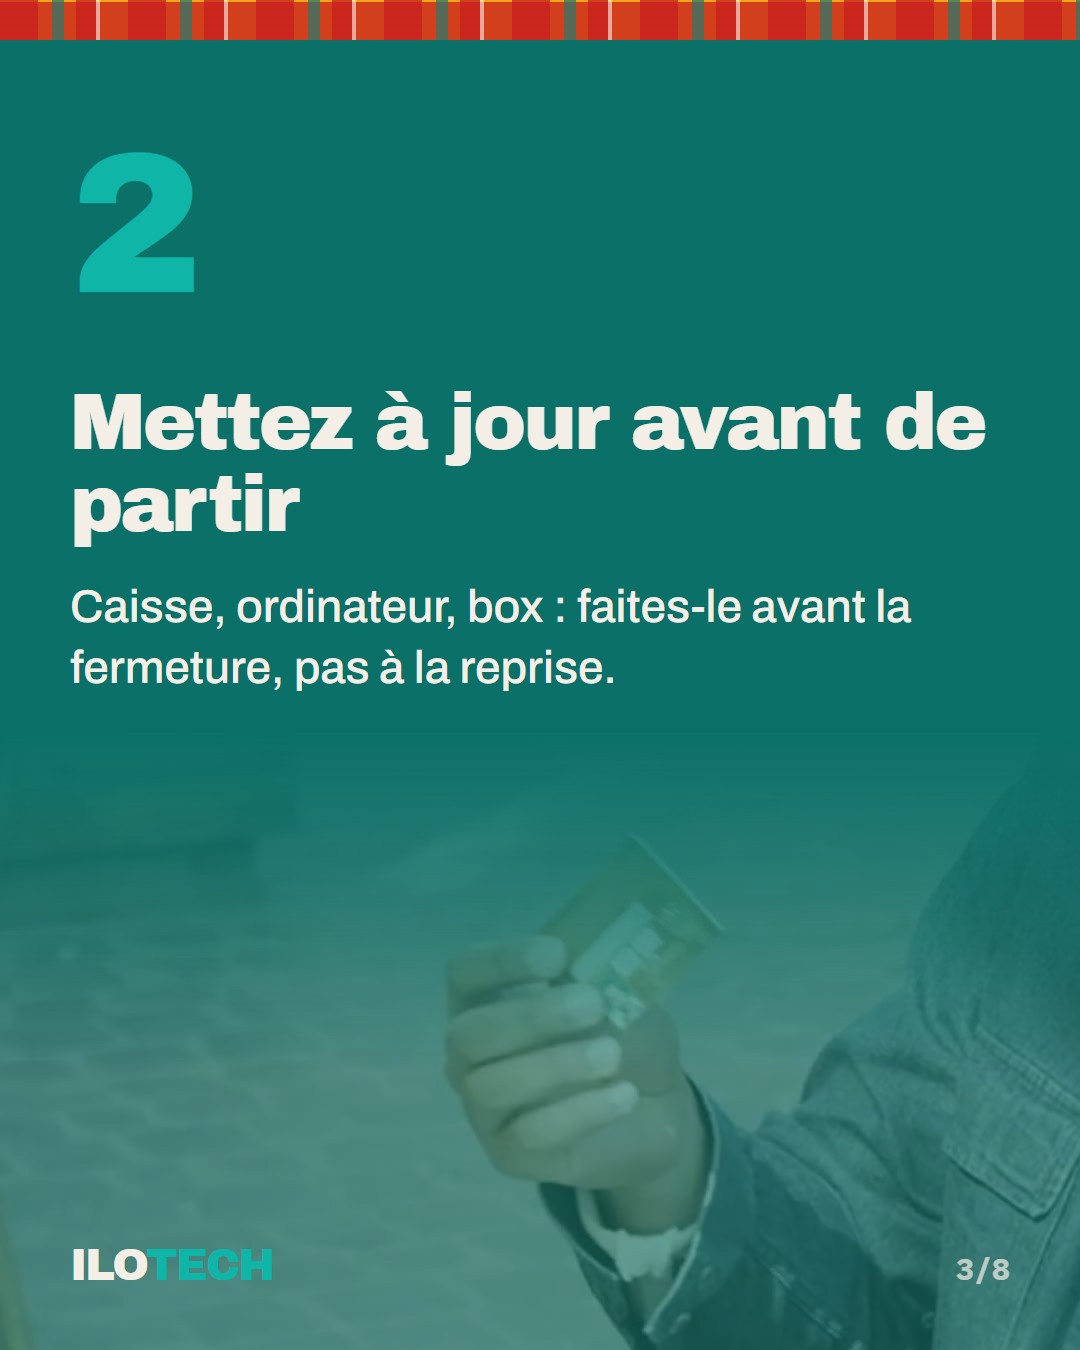 2
Mettez à jour avant de
partir
Caisse, ordinateur, box : faites-le avant la
fermeture, pas à la reprise.
ILOTECH
3/8